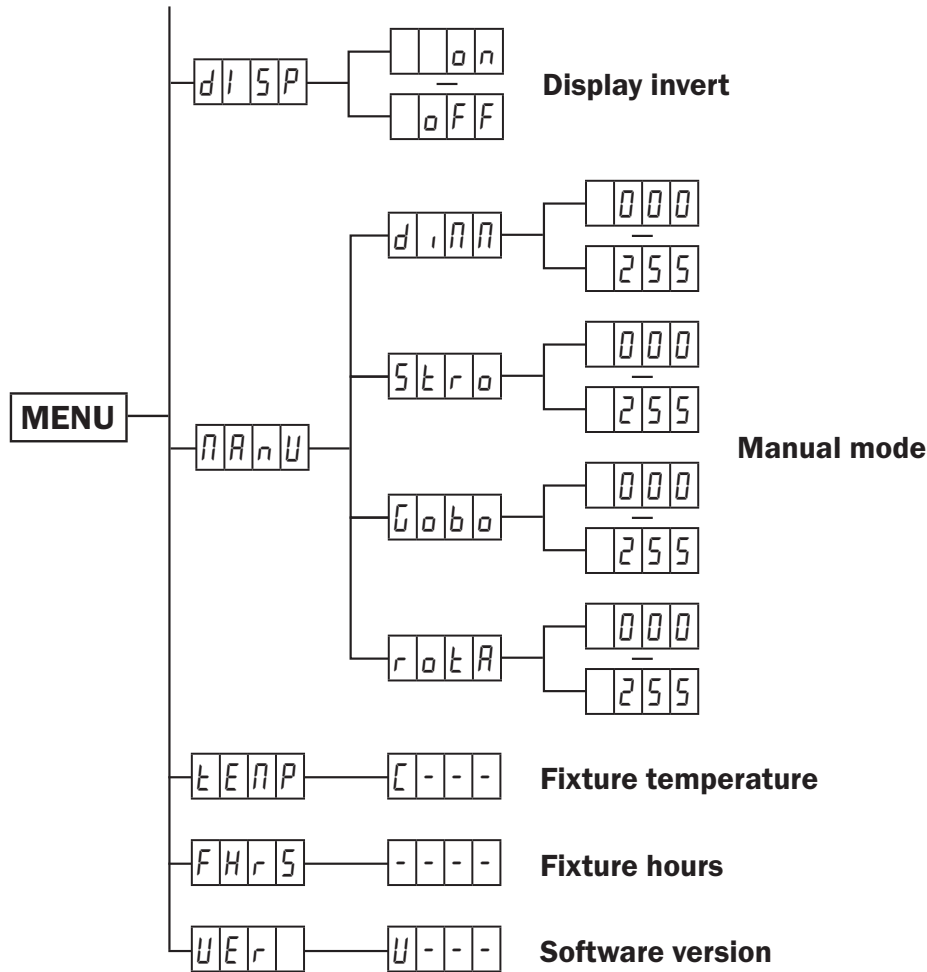 on
dISP
Display invert
oFF
000
diMM
255
000
Stro
255
MENU
MAnU
Manual mode
000
Gobo
255
000
rotA
255
tEMP C--- Fixture temperature
FHrS ---- Fixture hours
VEr V--- Software version